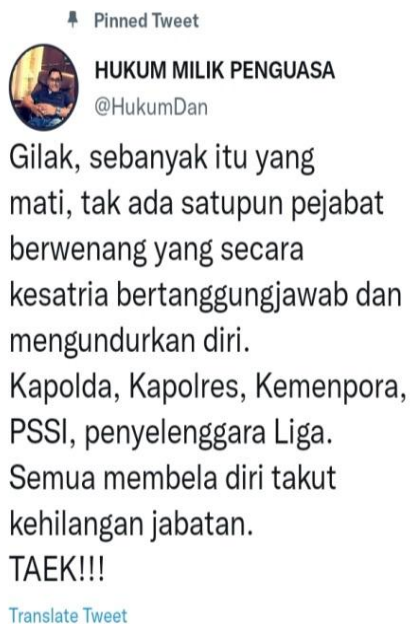 Pinned Tweet
HUKUM MILIK PENGUASA
@HukumDan
Gilak, sebanyak itu yang
mati, tak ada satupun pejabat
berwenang yang secara
kesatria bertanggungjawab dan
mengundurkan diri.
Kapolda, Kapolres, Kemenpora,
PSSI, penyelenggara Liga.
Semua membela diri takut
kehilangan jabatan.
TAEK!!!
Translate Tweet